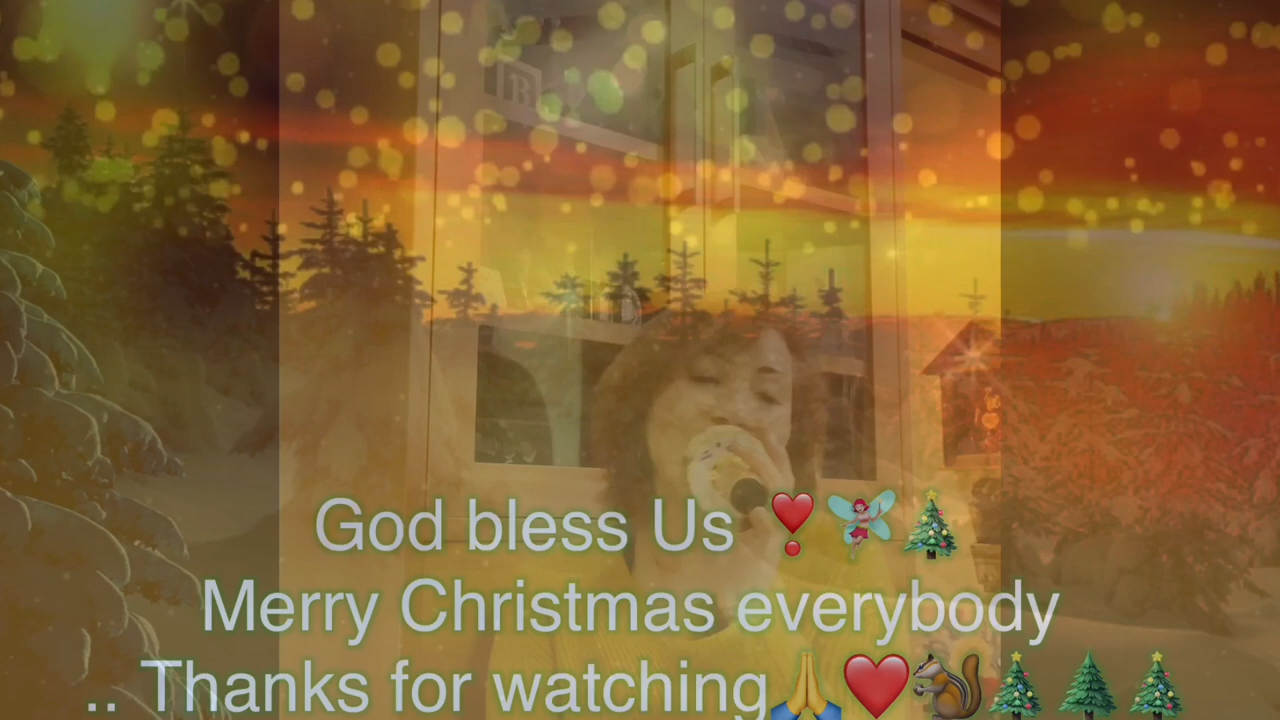 B
God bless Us ❣️🧚🎄
Merry Christmas everybody
.. Thanks for watching🙏❤️🐿️🎄🌲🎄